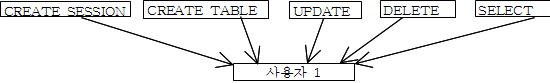 CREATE SESSION CREATE TABLE UPDATE DELETE SELECT
사용자 1